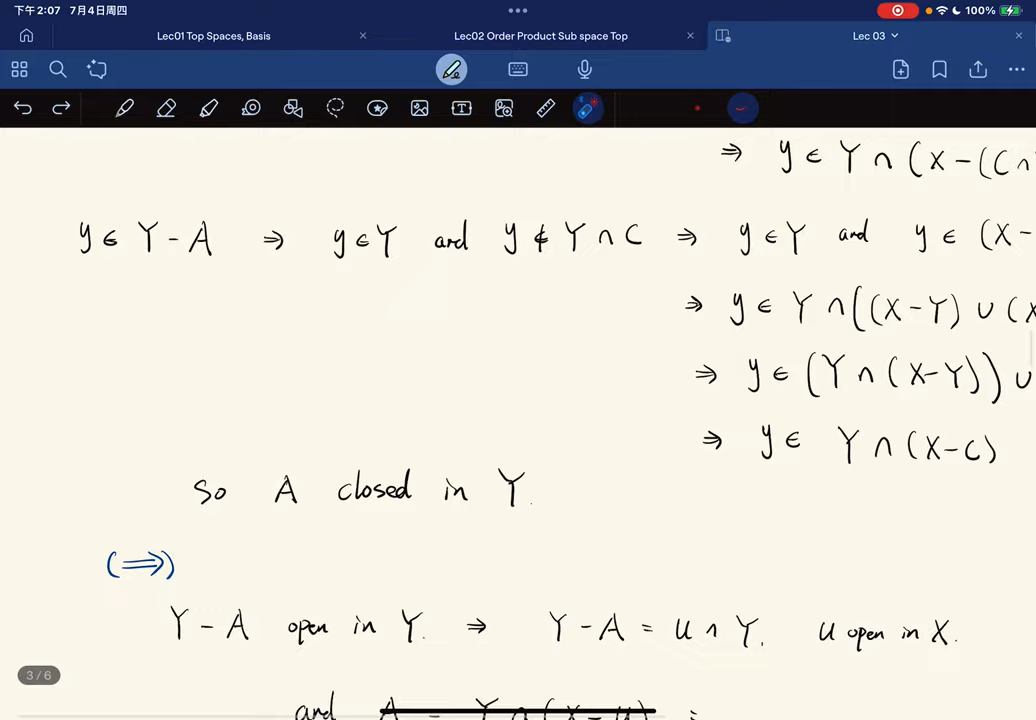 下午2:07 7月4日周四
100%
Lec01 Top Spaces, Basis
Lec02 Order Product Sub space Top
Lec 03
⇒ y ∈ Y ∩ (X − ((C ∩
y ∈ Y − A ⇒ y ∈ Y and y ∉ Y ∩ C ⇒ y ∈ Y and y ∈ (X −
⇒ y ∈ Y ∩ ((X − Y) ∪ (X
⇒ y ∈ (Y ∩ (X − Y)) ∪
⇒ y ∈ Y ∩ (X − C)
So A closed in Y.
(⟹)
Y − A open in Y. ⇒ Y − A = U ∩ Y. U open in X.
3 / 6
and A = Y ∩ (X − U)